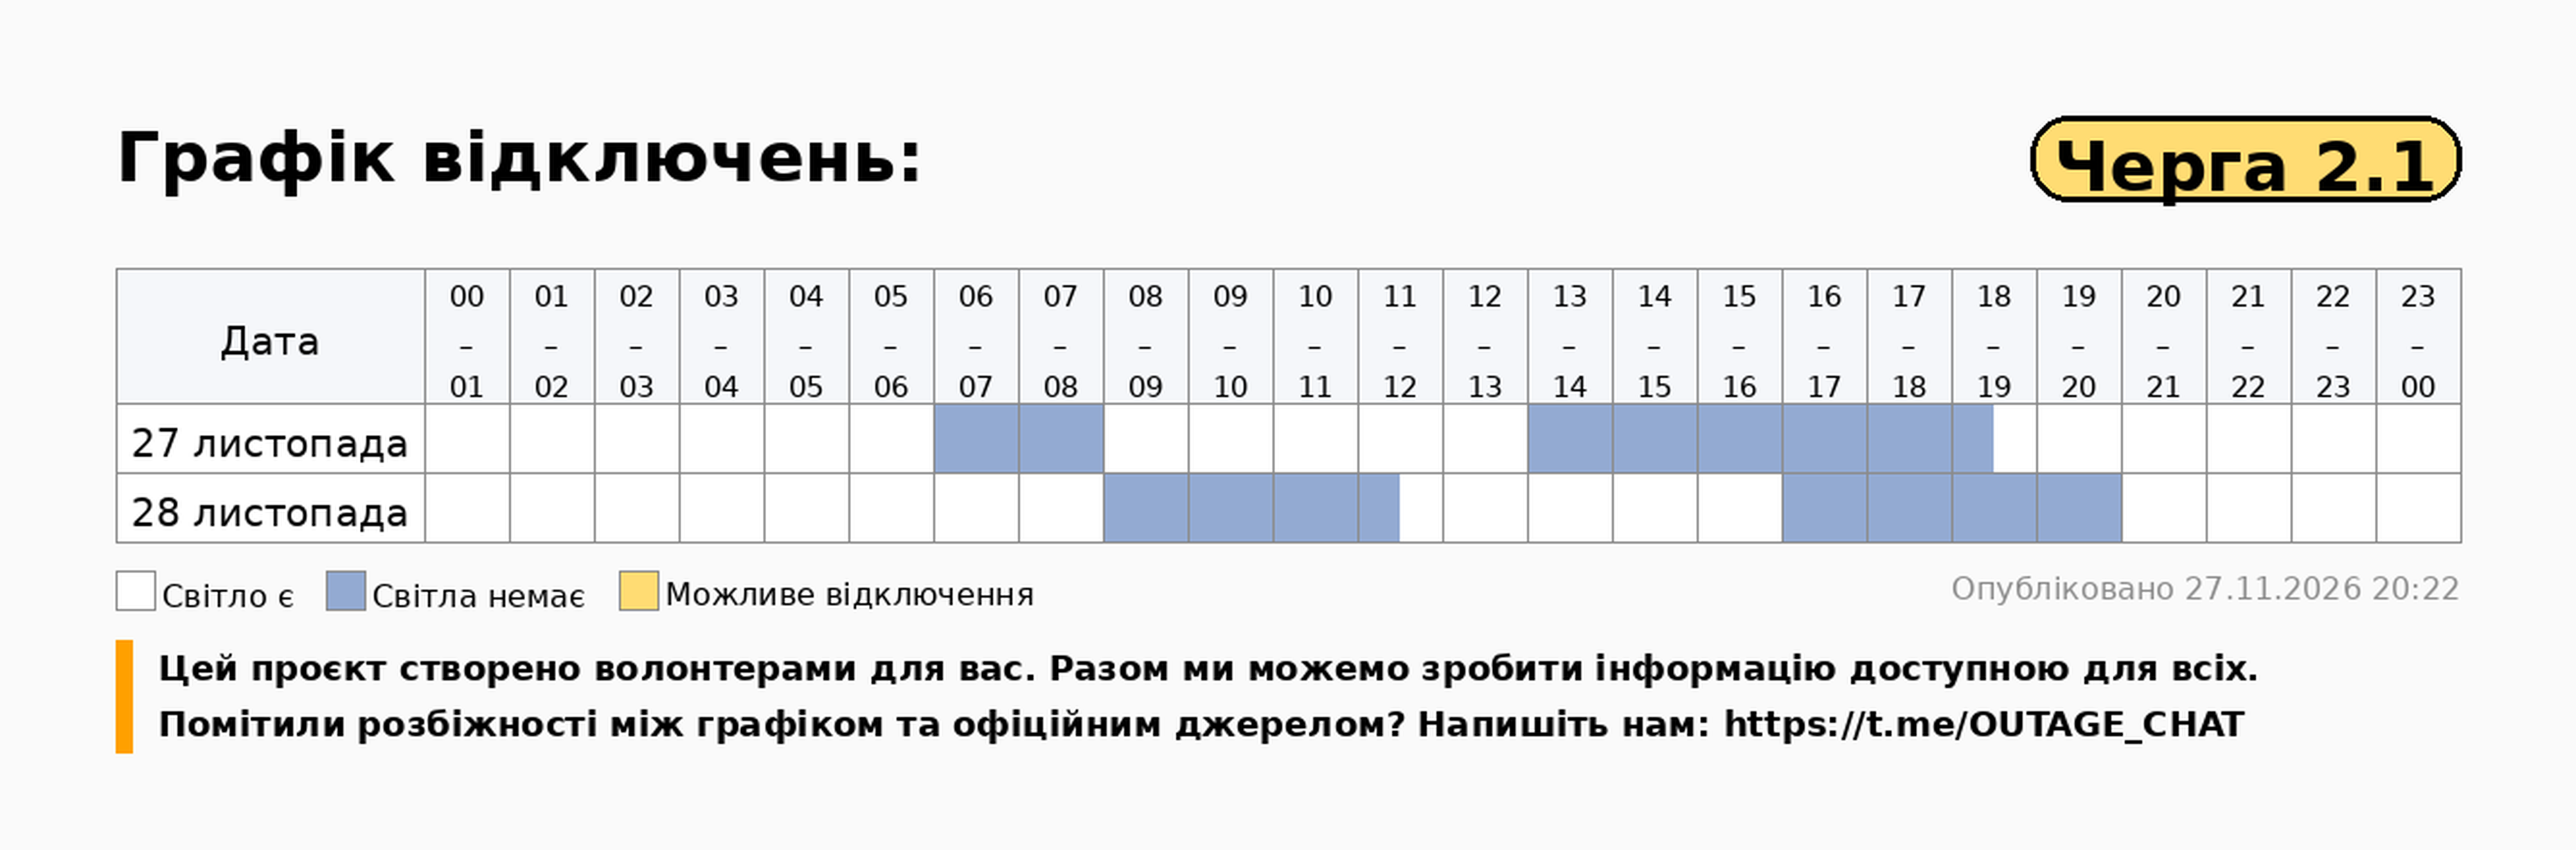 Графік відключень:
Черга 2.1
Дата 00 – 01 01 – 02 02 – 03 03 – 04 04 – 05 05 – 06 06 – 07 07 – 08 08 – 09 09 – 10 10 – 11 11 – 12 12 – 13 13 – 14 14 – 15 15 – 16 16 – 17 17 – 18 18 – 19 19 – 20 20 – 21 21 – 22 22 – 23 23 – 00
27 листопада
28 листопада
Світло є Світла немає Можливе відключення
Опубліковано 27.11.2026 20:22
Цей проєкт створено волонтерами для вас. Разом ми можемо зробити інформацію доступною для всіх.
Помітили розбіжності між графіком та офіційним джерелом? Напишіть нам: https://t.me/OUTAGE_CHAT